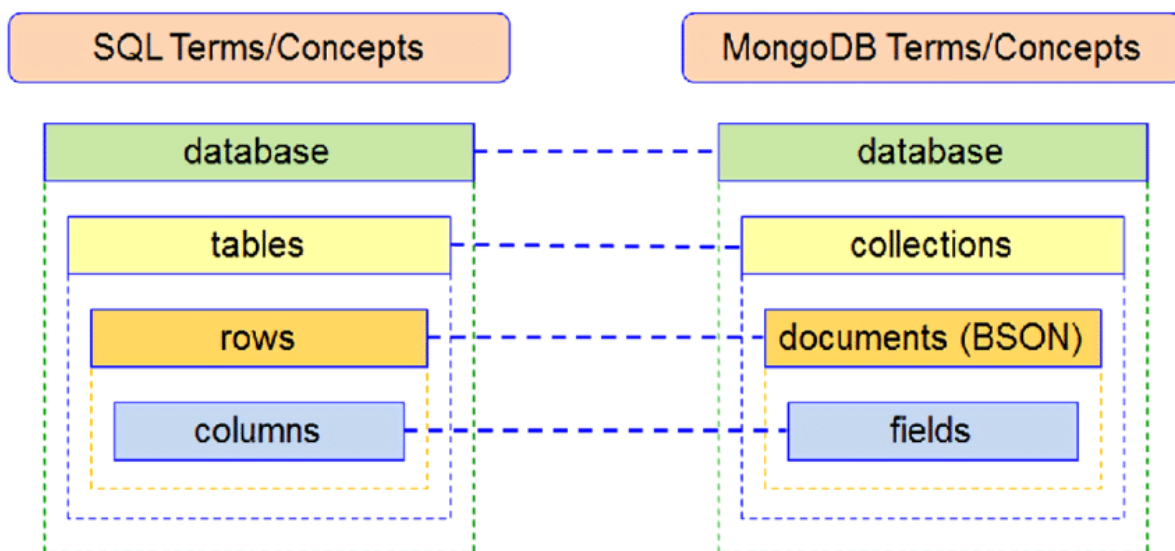 SQL Terms/Concepts
MongoDB Terms/Concepts
database
database
tables
collections
rows
documents (BSON)
columns
fields